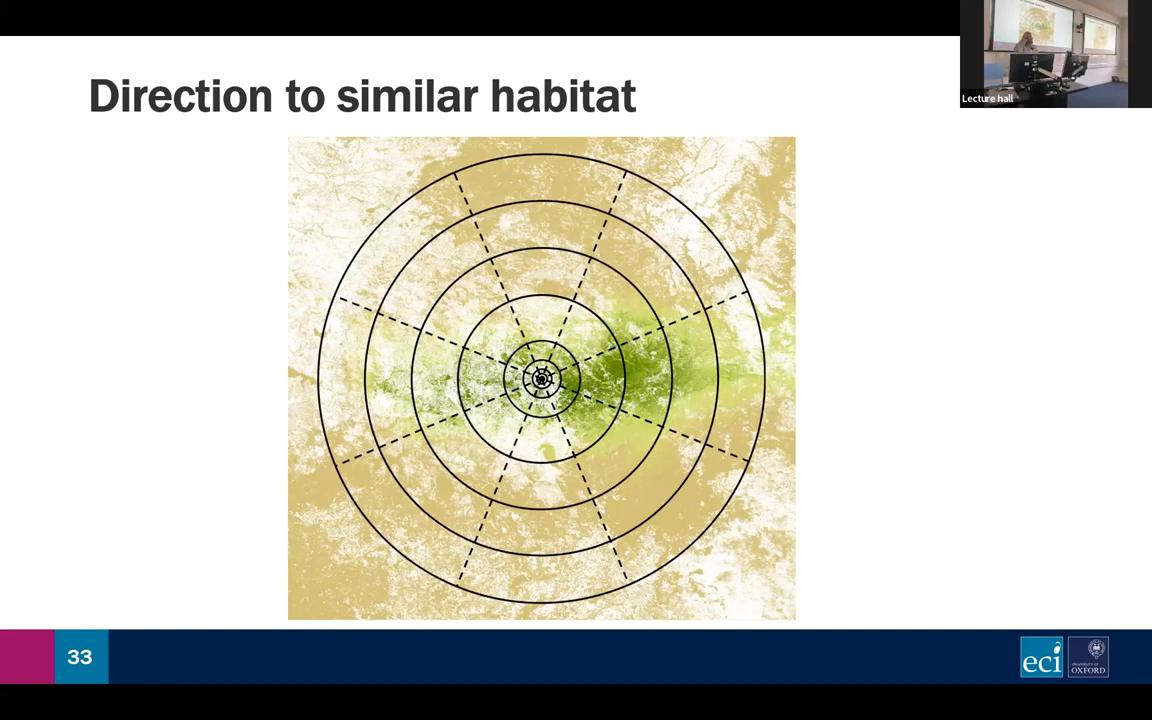 Direction to similar habitat
Lecture hall
33
eci
UNIVERSITY OF
OXFORD